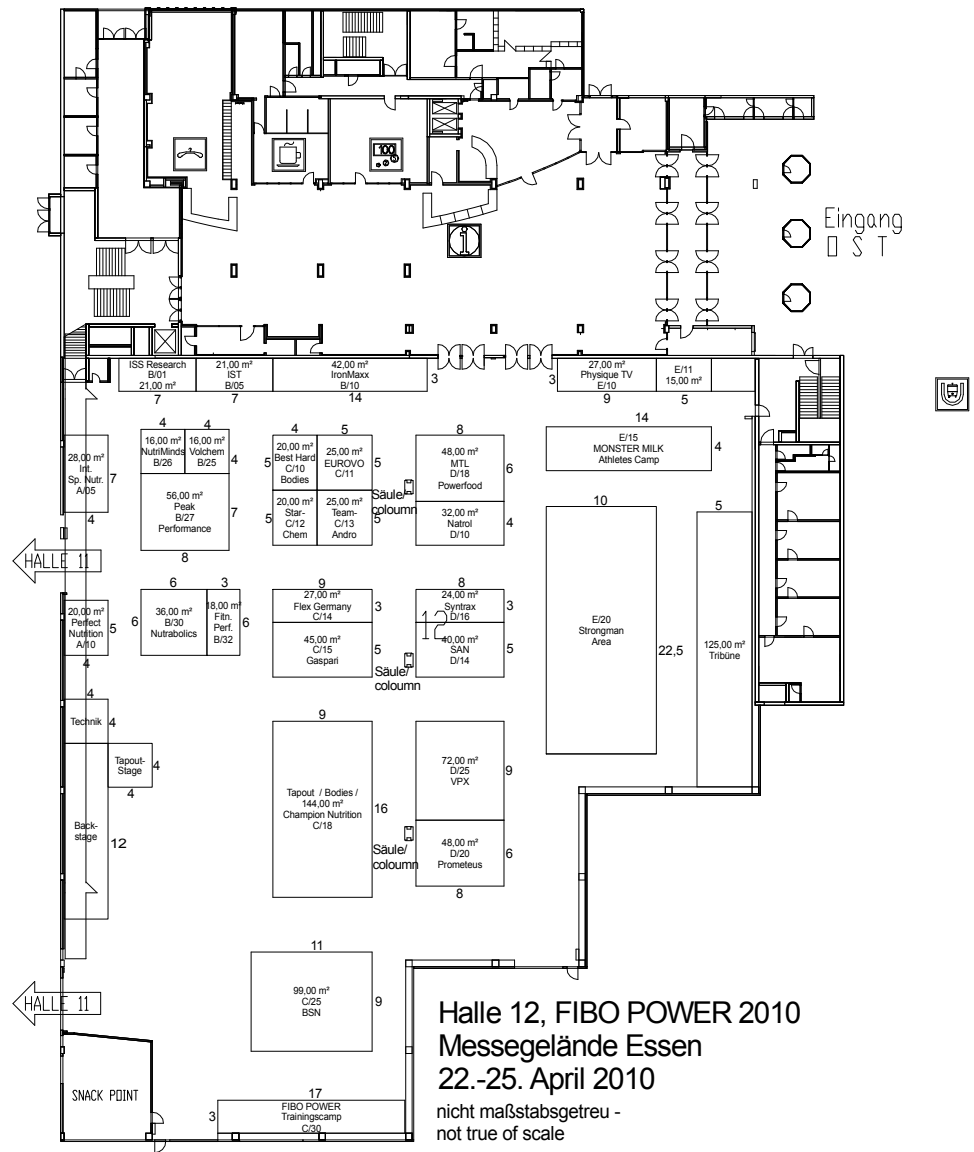 100
i
Eingang
OST
ISS Research
B/01
21,00 m²
7
21,00 m²
IST
B/05
7
42,00 m²
IronMaxx
B/10
14
3
3
27,00 m²
Physique TV
E/10
9
E/11
15,00 m²
5
28,00 m²
Int.
Sp. Nutr.
A/05
7
4
4
16,00 m²
NutriMinds
B/26
4
16,00 m²
Volchem
B/25
4
56,00 m²
Peak
B/27
Performance
7
8
4
20,00 m²
Best Hard
C/10
Bodies
5
5
25,00 m²
EUROVO
C/11
5
20,00 m²
Star-
C/12
Chem
5
25,00 m²
Team-
C/13
Andro
5
Säule/
coloumn
8
48,00 m²
MTL
D/18
Powerfood
6
32,00 m²
Natrol
D/10
4
14
E/15
MONSTER MILK
Athletes Camp
4
10
E/20
Strongman
Area
22,5
5
125,00 m²
Tribüne
HALLE 11
20,00 m²
Perfect
Nutrition
A/10
5
4
6
36,00 m²
B/30
Nutrabolics
6
3
18,00 m²
Fitn.
Perf.
B/32
6
9
27,00 m²
Flex Germany
C/14
3
45,00 m²
C/15
Gaspari
5
Säule/
coloumn
12
8
24,00 m²
Syntrax
D/16
3
40,00 m²
SAN
D/14
5
4
Technik
4
Tapout-
Stage
4
4
Back-
stage
12
9
Tapout / Bodies /
144,00 m²
Champion Nutrition
C/18
16
Säule/
coloumn
72,00 m²
D/25
VPX
9
48,00 m²
D/20
Prometeus
6
8
11
99,00 m²
C/25
BSN
9
HALLE 11
SNACK POINT
17
FIBO POWER
Trainingscamp
C/30
3
Halle 12, FIBO POWER 2010
Messegelände Essen
22.-25. April 2010
nicht maßstabsgetreu -
not true of scale